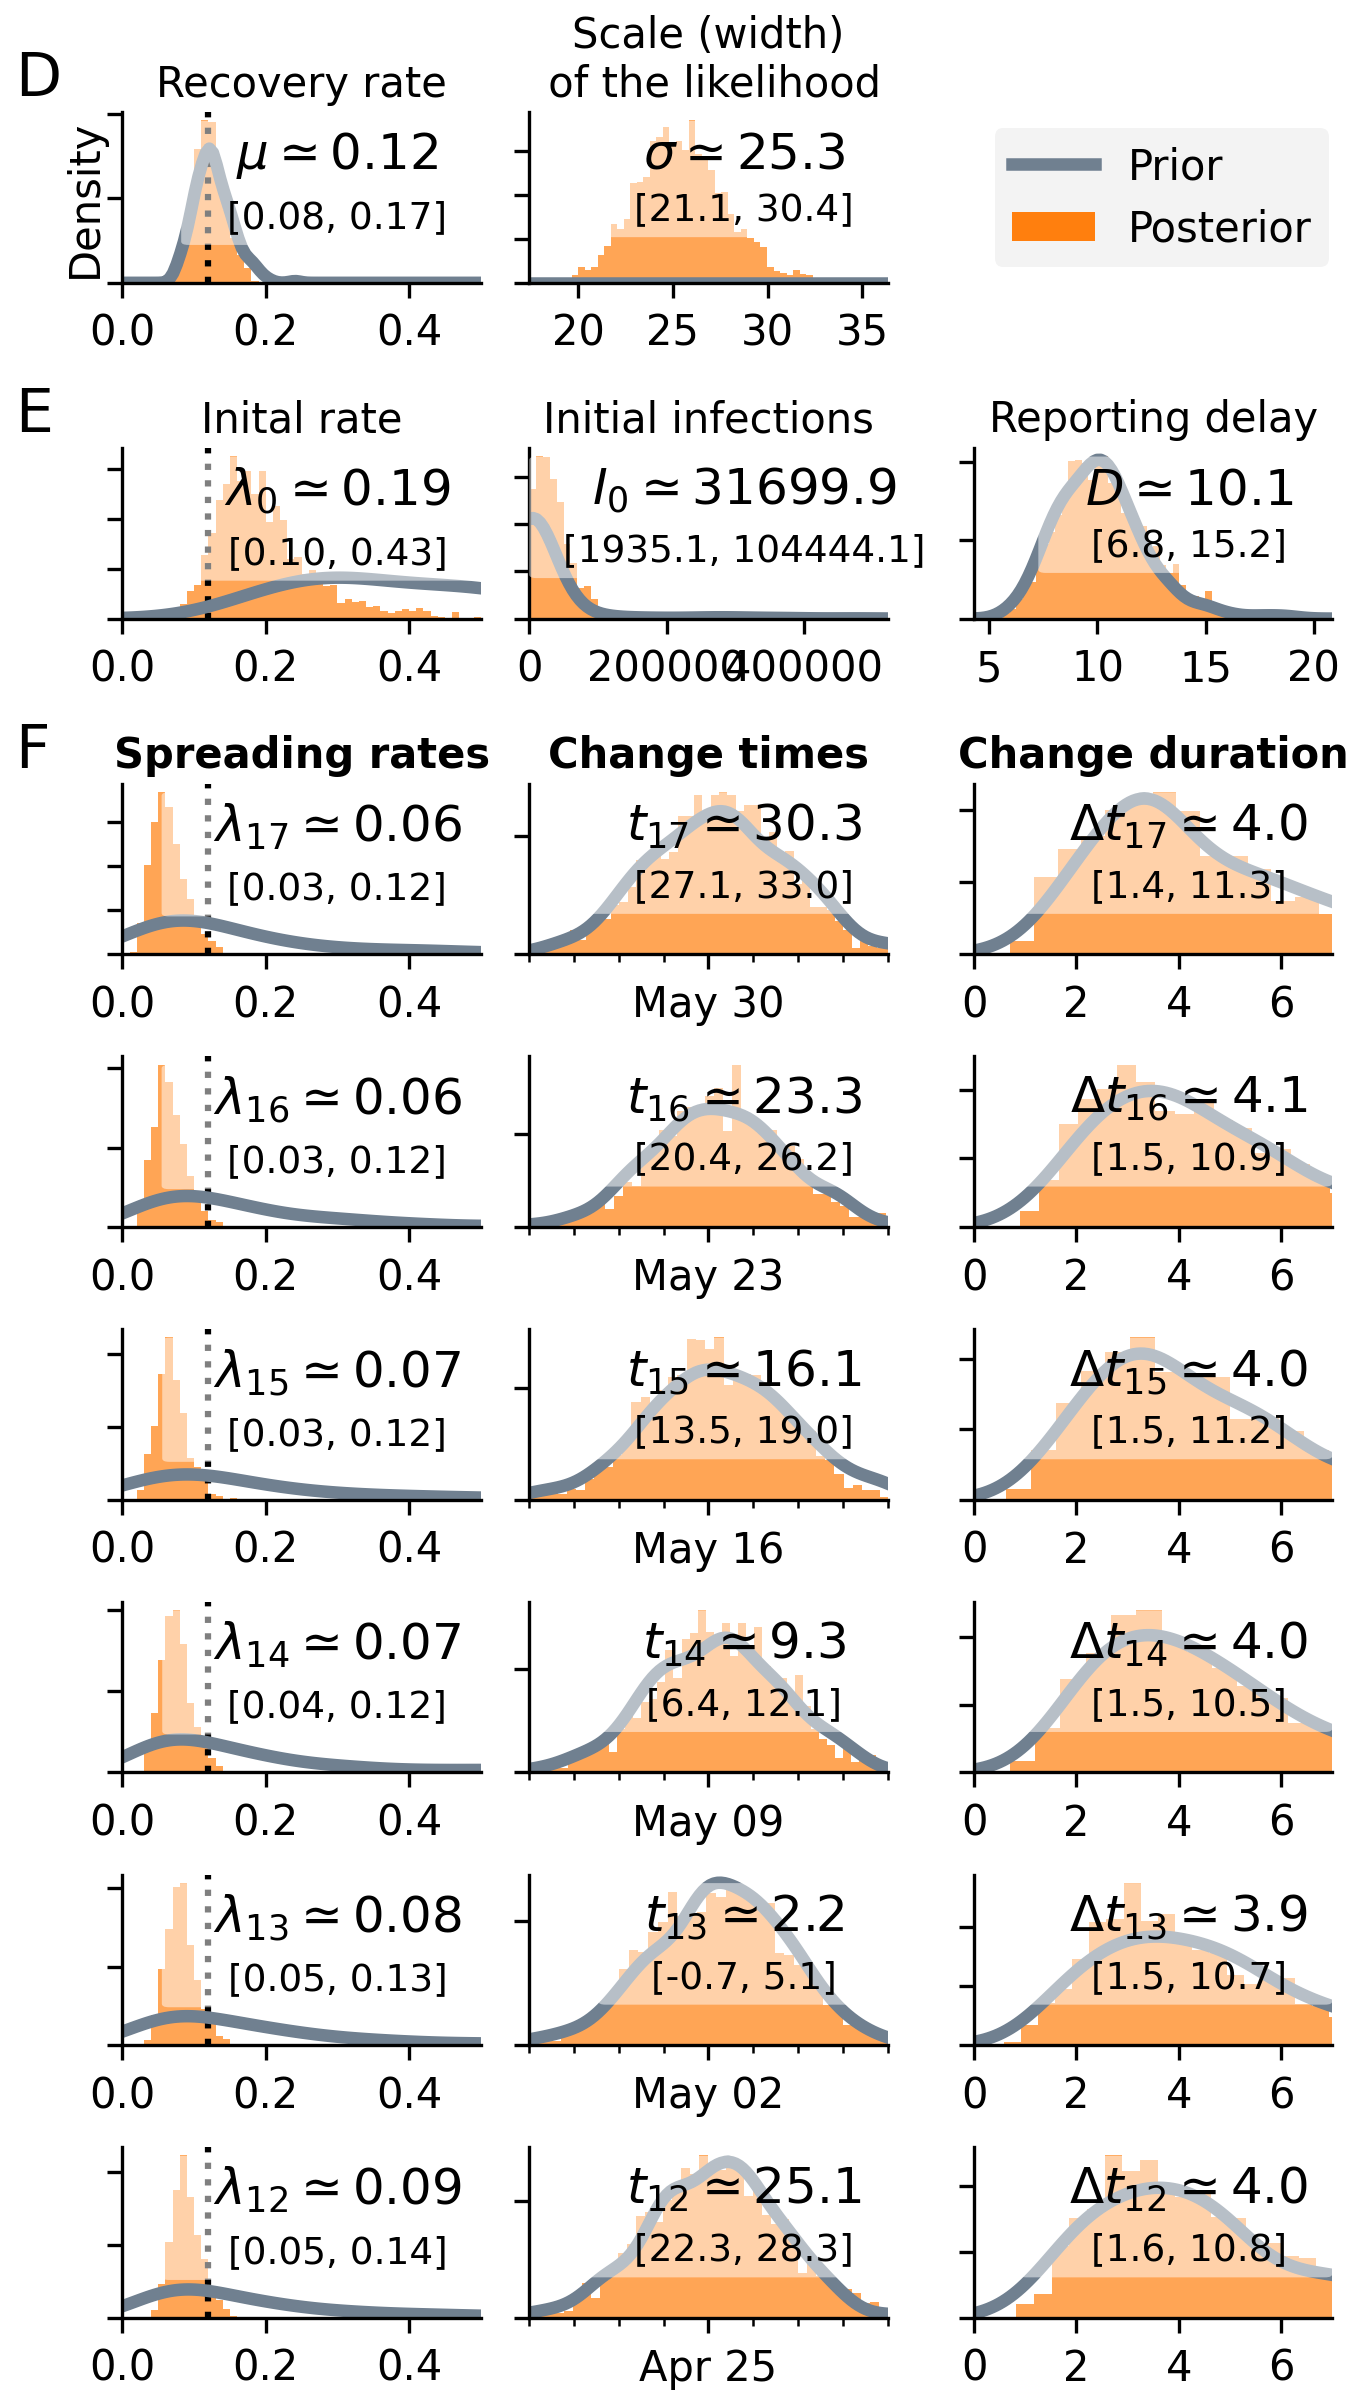 D
Recovery rate
Scale (width)
of the likelihood
Density
μ ≃ 0.12
[0.08, 0.17]
0.0 0.2 0.4
σ ≃ 25.3
[21.1, 30.4]
20 25 30 35
Prior
Posterior
E
Inital rate
λ₀ ≃ 0.19
[0.10, 0.43]
0.0 0.2 0.4
Initial infections
I₀ ≃ 31699.9
[1935.1, 104444.1]
0 200000 400000
Reporting delay
D ≃ 10.1
[6.8, 15.2]
5 10 15 20
F
Spreading rates
Change times
Change duration
λ₁₇ ≃ 0.06
[0.03, 0.12]
0.0 0.2 0.4
t₁₇ ≃ 30.3
[27.1, 33.0]
May 30
Δt₁₇ ≃ 4.0
[1.4, 11.3]
0 2 4 6
λ₁₆ ≃ 0.06
[0.03, 0.12]
0.0 0.2 0.4
t₁₆ ≃ 23.3
[20.4, 26.2]
May 23
Δt₁₆ ≃ 4.1
[1.5, 10.9]
0 2 4 6
λ₁₅ ≃ 0.07
[0.03, 0.12]
0.0 0.2 0.4
t₁₅ ≃ 16.1
[13.5, 19.0]
May 16
Δt₁₅ ≃ 4.0
[1.5, 11.2]
0 2 4 6
λ₁₄ ≃ 0.07
[0.04, 0.12]
0.0 0.2 0.4
t₁₄ ≃ 9.3
[6.4, 12.1]
May 09
Δt₁₄ ≃ 4.0
[1.5, 10.5]
0 2 4 6
λ₁₃ ≃ 0.08
[0.05, 0.13]
0.0 0.2 0.4
t₁₃ ≃ 2.2
[-0.7, 5.1]
May 02
Δt₁₃ ≃ 3.9
[1.5, 10.7]
0 2 4 6
λ₁₂ ≃ 0.09
[0.05, 0.14]
0.0 0.2 0.4
t₁₂ ≃ 25.1
[22.3, 28.3]
Apr 25
Δt₁₂ ≃ 4.0
[1.6, 10.8]
0 2 4 6